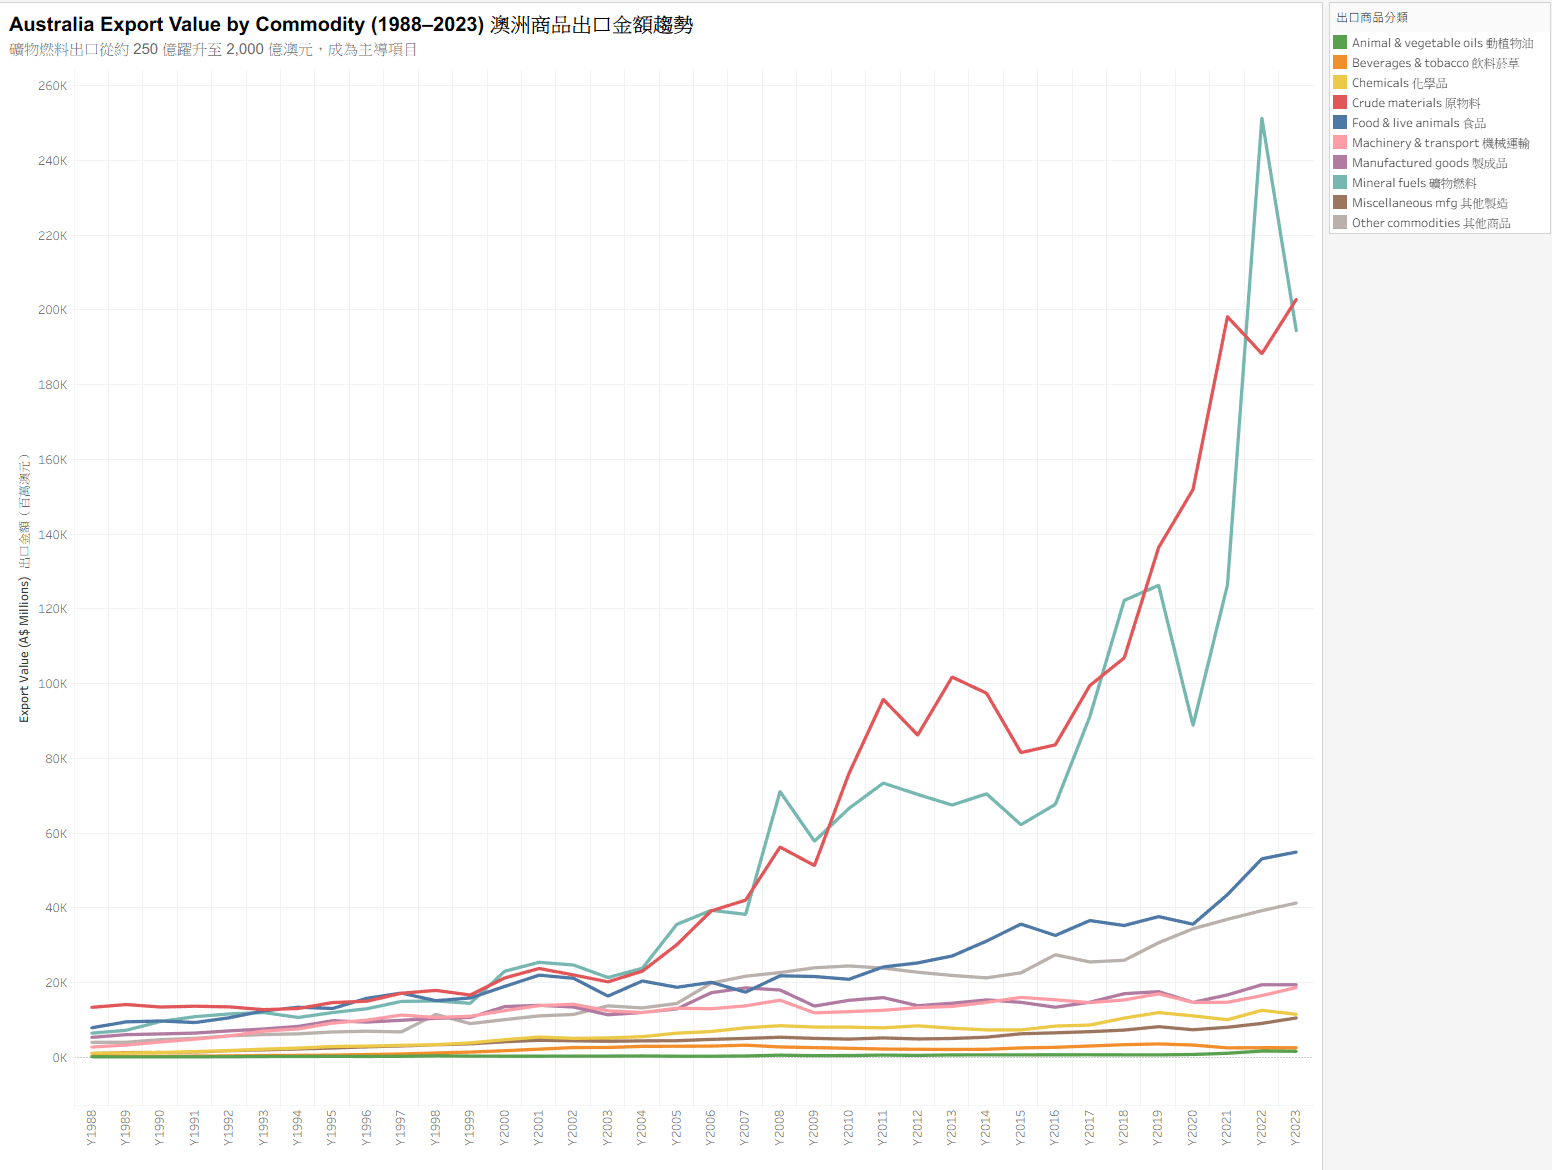 Australia Export Value by Commodity (1988–2023) 澳洲商品出口金額趨勢
礦物燃料出口從約 250 億躍升至 2,000 億澳元，成為主導項目
260K
240K
220K
200K
180K
160K
140K
120K
100K
80K
60K
40K
20K
0K
Export Value (A$ Millions) 出口金額（百萬澳元）
Y1988
Y1989
Y1990
Y1991
Y1992
Y1993
Y1994
Y1995
Y1996
Y1997
Y1998
Y1999
Y2000
Y2001
Y2002
Y2003
Y2004
Y2005
Y2006
Y2007
Y2008
Y2009
Y2010
Y2011
Y2012
Y2013
Y2014
Y2015
Y2016
Y2017
Y2018
Y2019
Y2020
Y2021
Y2022
Y2023
出口商品分類
Animal & vegetable oils 動植物油
Beverages & tobacco 飲料菸草
Chemicals 化學品
Crude materials 原物料
Food & live animals 食品
Machinery & transport 機械運輸
Manufactured goods 製成品
Mineral fuels 礦物燃料
Miscellaneous mfg 其他製造
Other commodities 其他商品